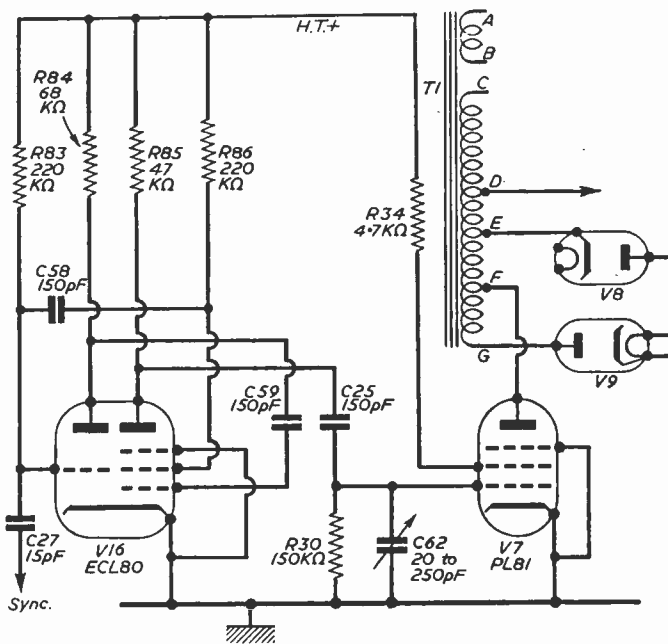 H.T.+
A
B
C
T1
D
E
F
G
R84
68
KΩ
R83
220
KΩ
R85
47
KΩ
R86
220
KΩ
R34
4·7KΩ
V8
V9
C58
150pF
C59
150pF
C25
150pF
C27
15pF
V16
ECL80
R30
150KΩ
C62
20 to
250pF
V7
PL81
Sync.